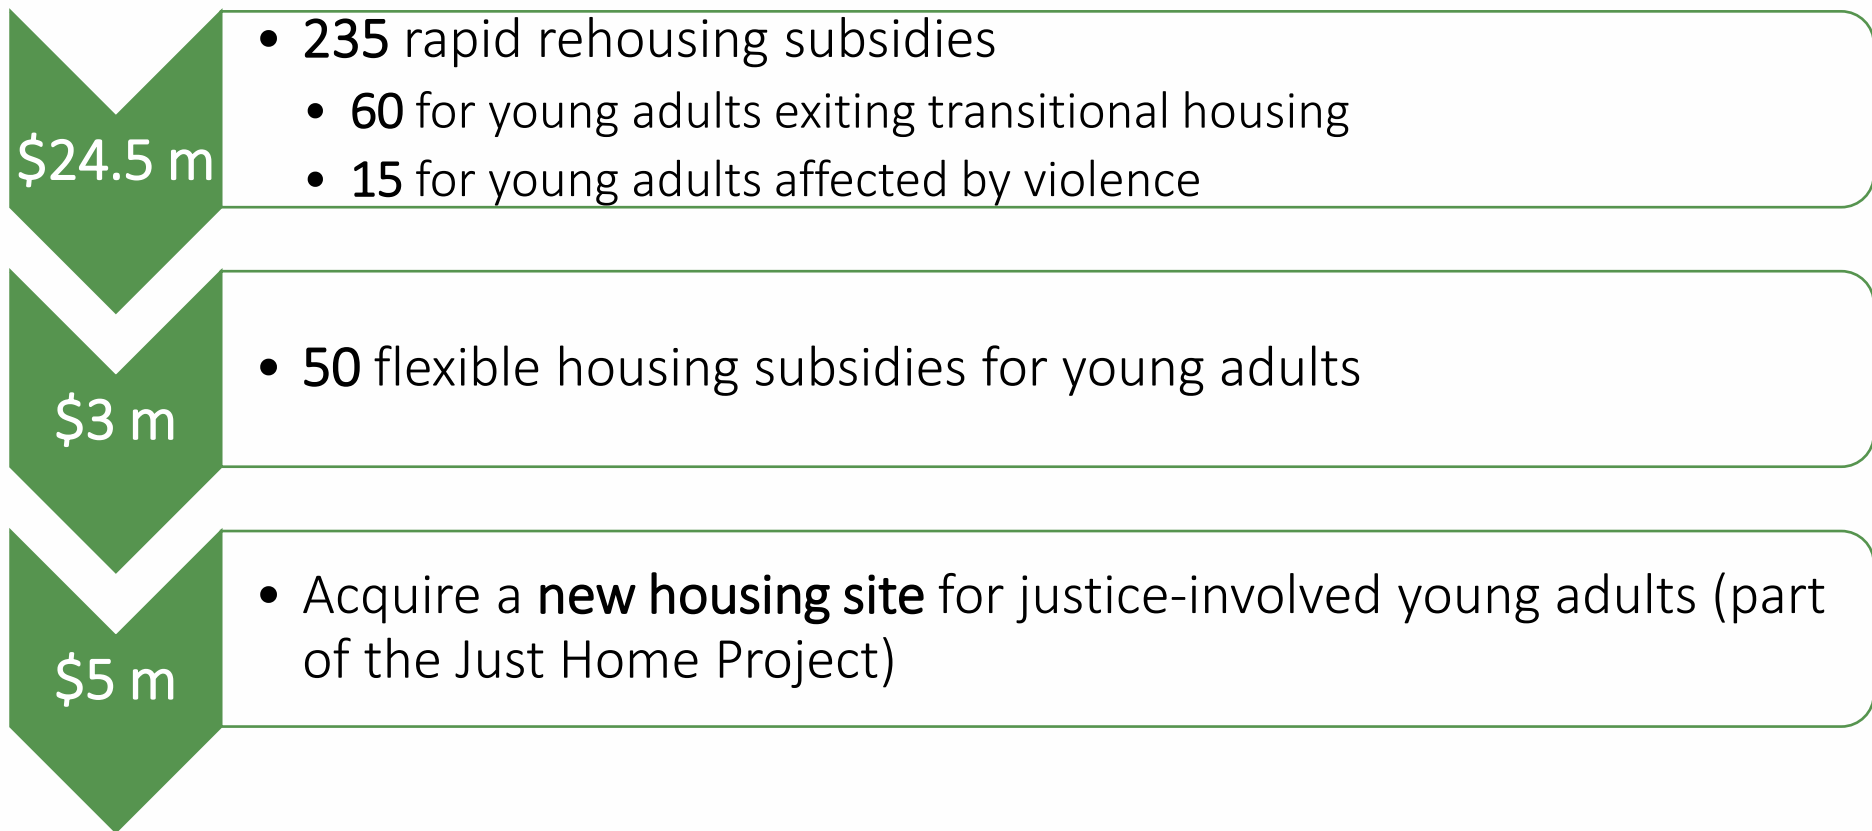 $24.5 m
• 235 rapid rehousing subsidies
• 60 for young adults exiting transitional housing
• 15 for young adults affected by violence
$3 m
• 50 flexible housing subsidies for young adults
$5 m
• Acquire a new housing site for justice-involved young adults (part
of the Just Home Project)